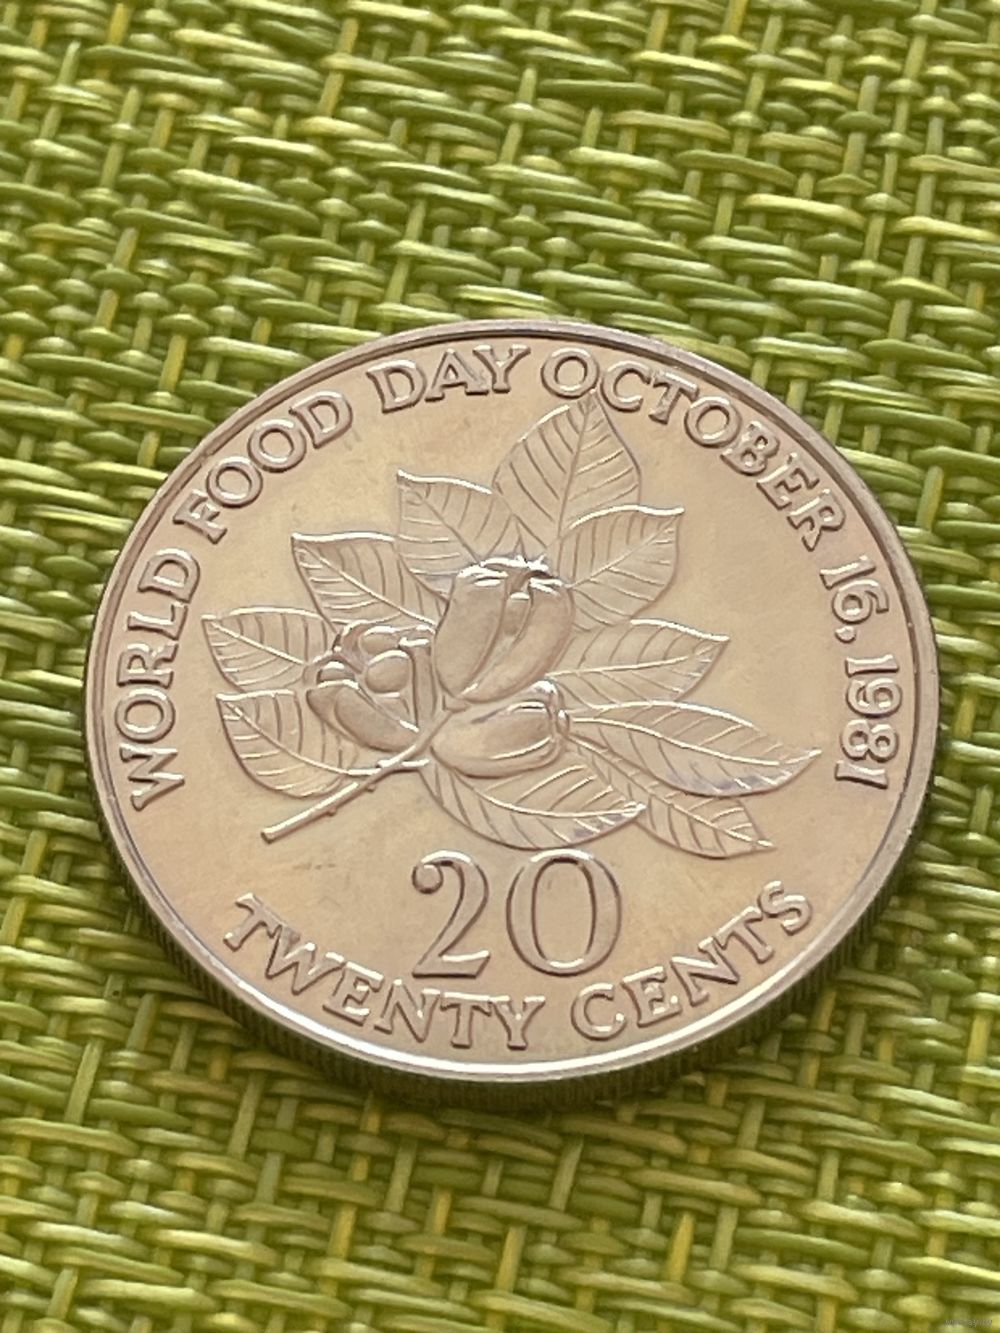 WORLD FOOD DAY OCTOBER 16, 1981
20
TWENTY CENTS